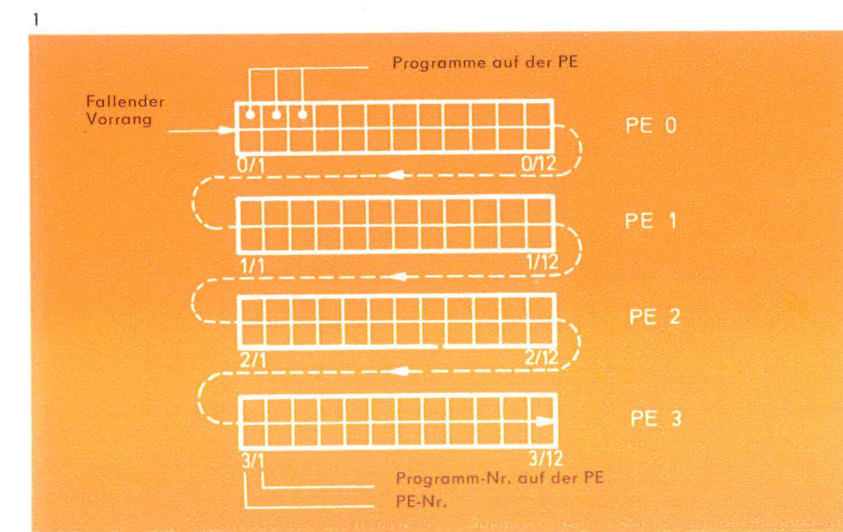 1
Programme auf der PE
Fallender
Vorrang
PE 0
0/1 0/12
PE 1
1/1 1/12
PE 2
2/1 2/12
PE 3
3/1 3/12
Programm-Nr. auf der PE
PE-Nr.